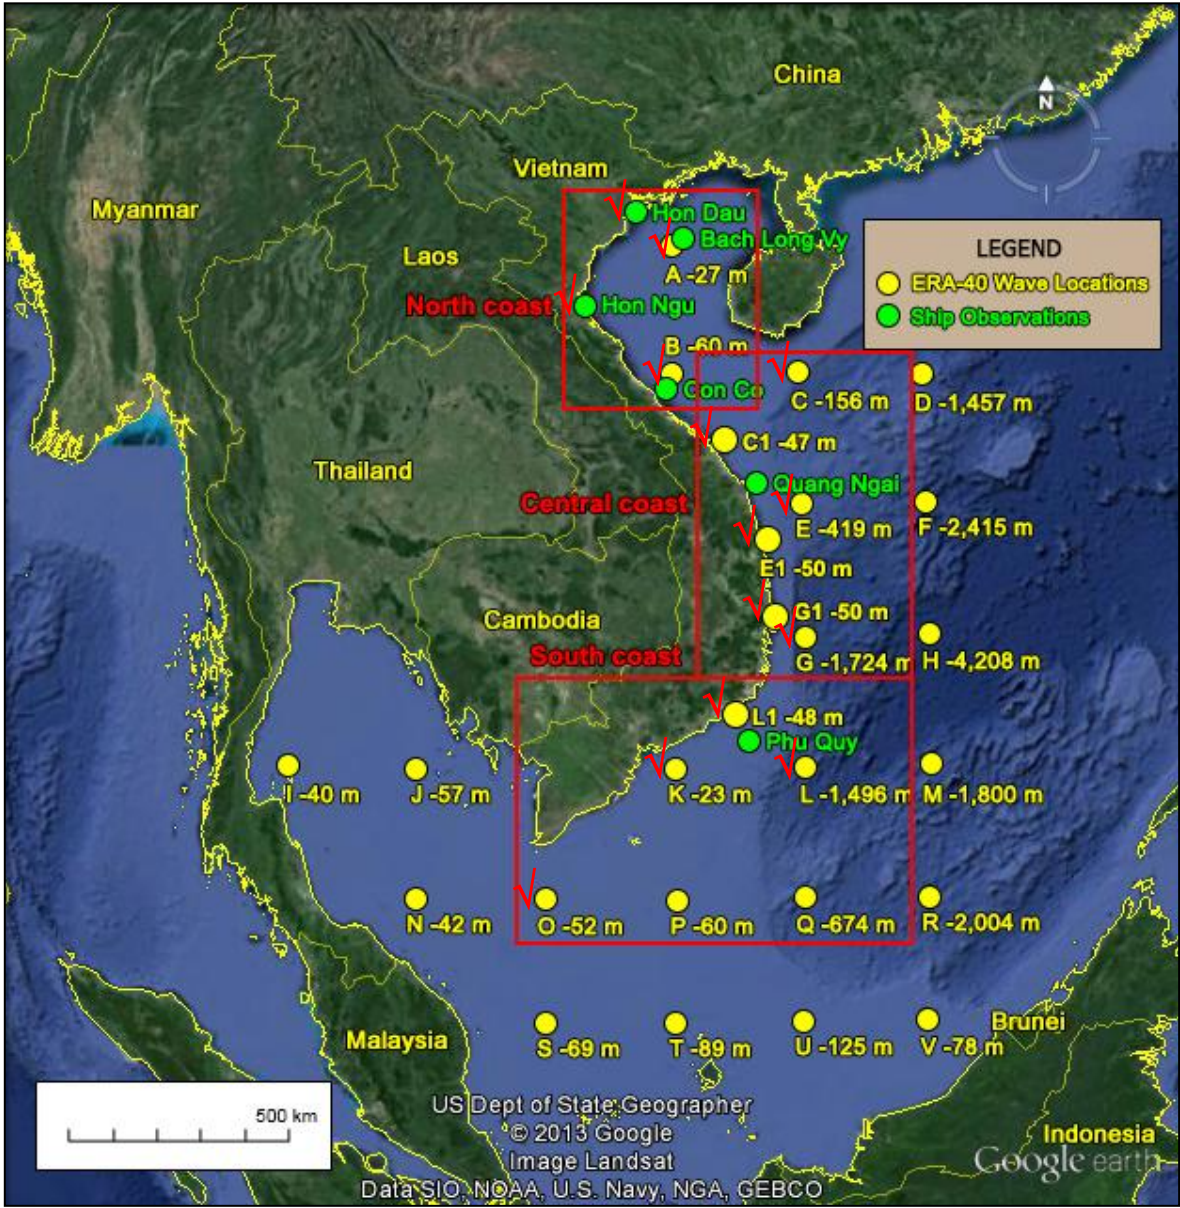 China
N
Vietnam
Myanmar
Hon Dau
Bach Long Vy
LEGEND
Laos
A -27 m
ERA-40 Wave Locations
North coast
Hon Ngu
Ship Observations
B -60 m
Con Co
C -156 m
D -1,457 m
C1 -47 m
Thailand
Quang Ngai
Central coast
E -419 m
F -2,415 m
E1 -50 m
G1 -50 m
Cambodia
South coast
G -1,724 m
H -4,208 m
L1 -48 m
Phu Quy
I -40 m
J -57 m
K -23 m
L -1,496 m
M -1,800 m
N -42 m
O -52 m
P -60 m
Q -674 m
R -2,004 m
Brunei
Malaysia
S -69 m
T -89 m
U -125 m
V -78 m
500 km
US Dept of State Geographer
© 2013 Google
Image Landsat
Data SIO, NOAA, U.S. Navy, NGA, GEBCO
Indonesia
Google earth